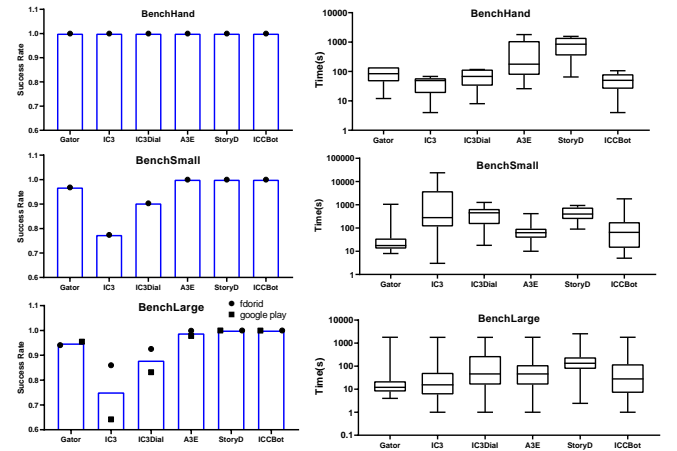 BenchHand
Success Rate
1.1
1.0
0.9
0.8
0.7
0.6
Gator IC3 IC3Dial A3E StoryD ICCBot
BenchHand
Time(s)
10000
1000
100
10
1
Gator IC3 IC3Dial A3E StoryD ICCBot
BenchSmall
Success Rate
1.1
1.0
0.9
0.8
0.7
0.6
Gator IC3 IC3Dial A3E StoryD ICCBot
BenchSmall
Time(s)
100000
10000
1000
100
10
1
Gator IC3 IC3Dial A3E StoryD ICCBot
BenchLarge
fdorid
google play
Success Rate
1.1
1.0
0.9
0.8
0.7
0.6
Gator IC3 IC3Dial A3E StoryD ICCBot
BenchLarge
Time(s)
10000
1000
100
10
1
0.1
Gator IC3 IC3Dial A3E StoryD ICCBot